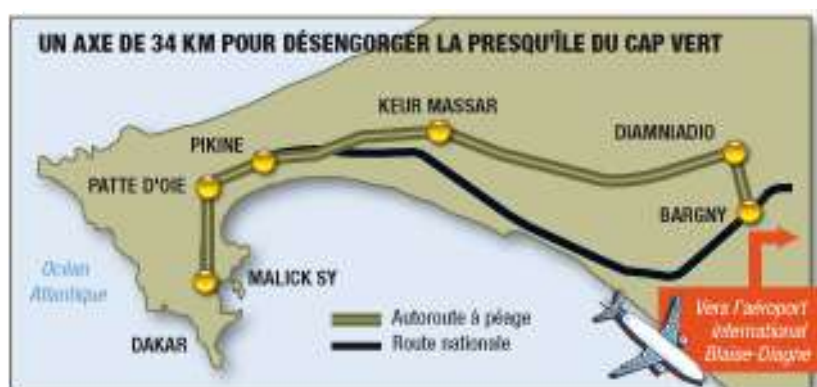 UN AXE DE 34 KM POUR DÉSENGORGER LA PRESQU'ÎLE DU CAP VERT
KEUR MASSAR
DIAMNIADIO
PIKINE
PATTE D'OIE
BARGNY
Océan
Atlantique
MALICK SY
DAKAR
Autoroute à péage
Route nationale
Vers l'aéroport
international
Blaise-Diagne